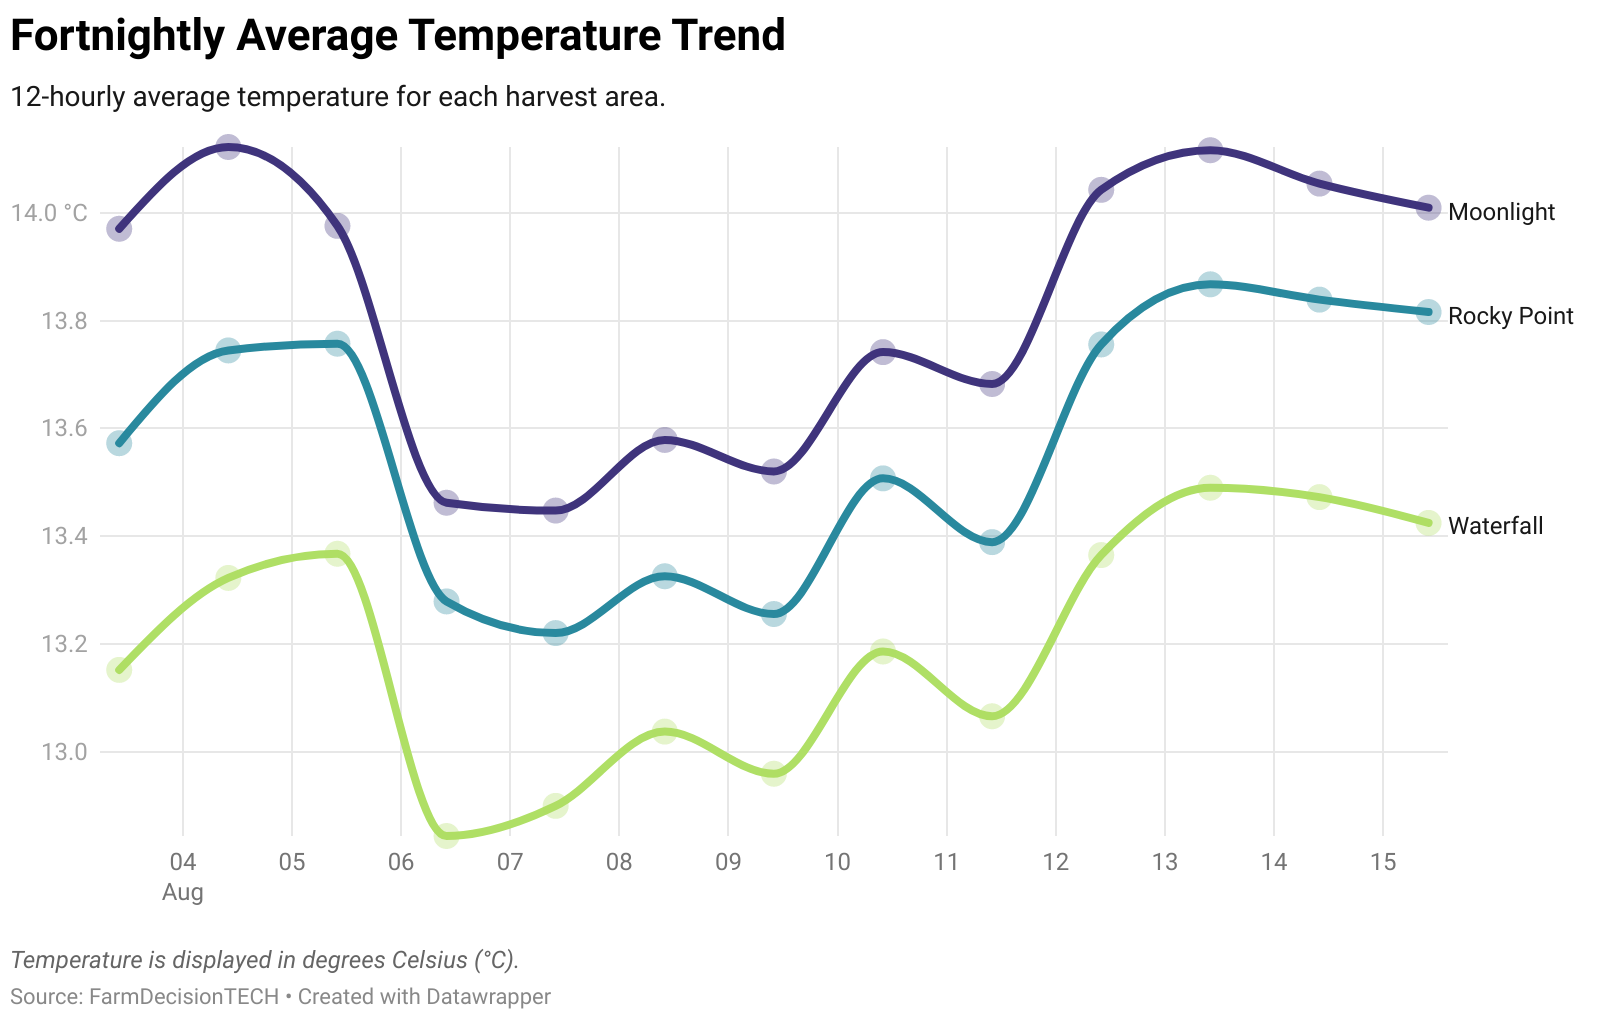 Fortnightly Average Temperature Trend
12-hourly average temperature for each harvest area.
14.0 °C
13.8
13.6
13.4
13.2
13.0
Moonlight
Rocky Point
Waterfall
04 05 06 07 08 09 10 11 12 13 14 15
Aug
Temperature is displayed in degrees Celsius (°C).
Source: FarmDecisionTECH • Created with Datawrapper